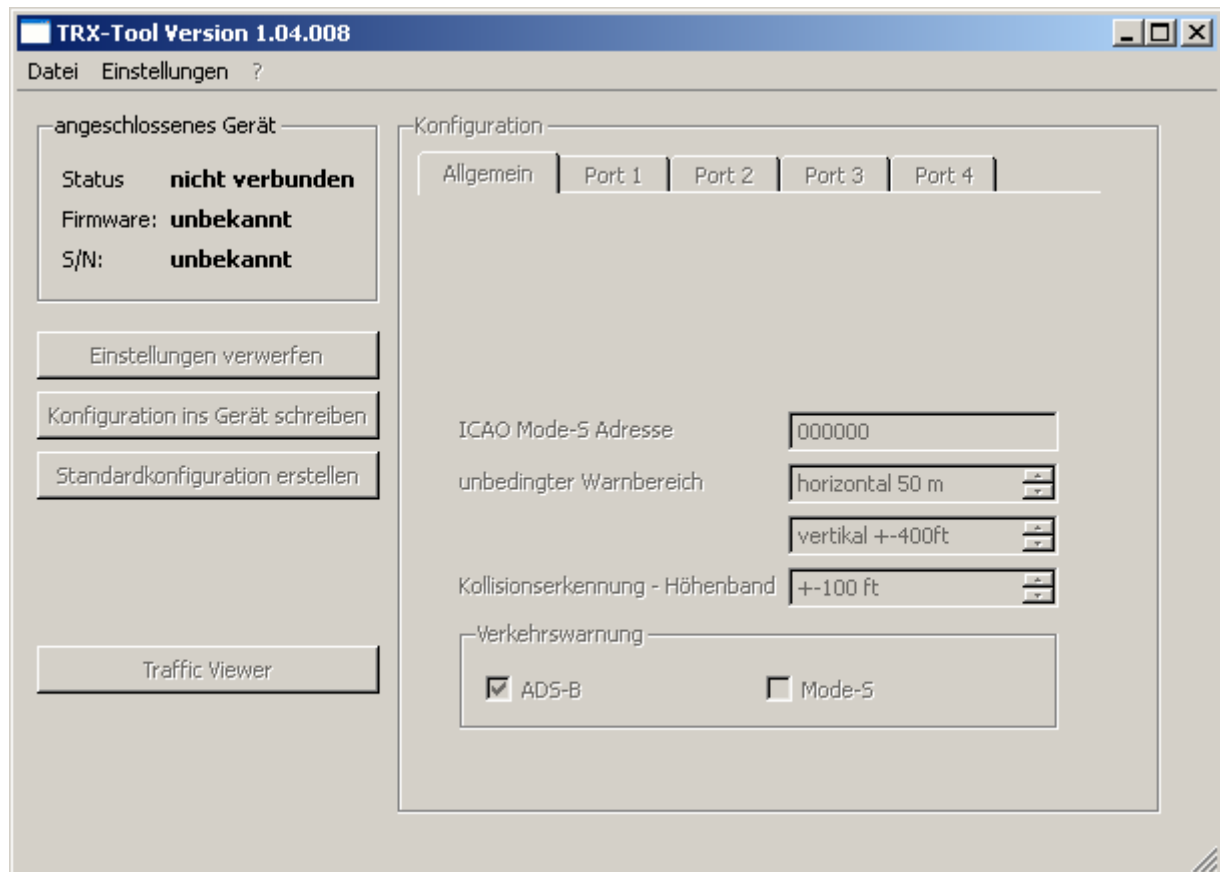 TRX-Tool Version 1.04.008
Datei Einstellungen ?
angeschlossenes Gerät
Status nicht verbunden
Firmware: unbekannt
S/N: unbekannt
Einstellungen verwerfen
Konfiguration ins Gerät schreiben
Standardkonfiguration erstellen
Traffic Viewer
Konfiguration
Allgemein Port 1 Port 2 Port 3 Port 4
ICAO Mode-S Adresse 000000
unbedingter Warnbereich horizontal 50 m
vertikal +-400ft
Kollisionserkennung - Höhenband +-100 ft
Verkehrswarnung
ADS-B Mode-S